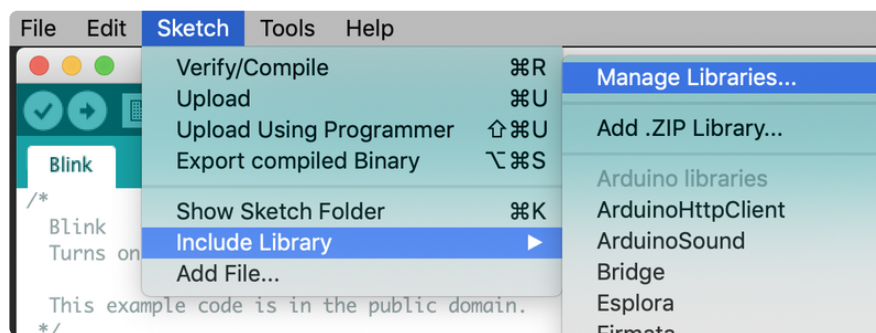 File Edit Sketch Tools Help
Verify/Compile ⌘R
Upload ⌘U
Upload Using Programmer ⇧⌘U
Export compiled Binary ⌥⌘S
Show Sketch Folder ⌘K
Include Library ▶
Add File...
Manage Libraries...
Add .ZIP Library...
Arduino libraries
ArduinoHttpClient
ArduinoSound
Bridge
Esplora
Firmata
Blink
/*
Blink
Turns on
This example code is in the public domain.
*/